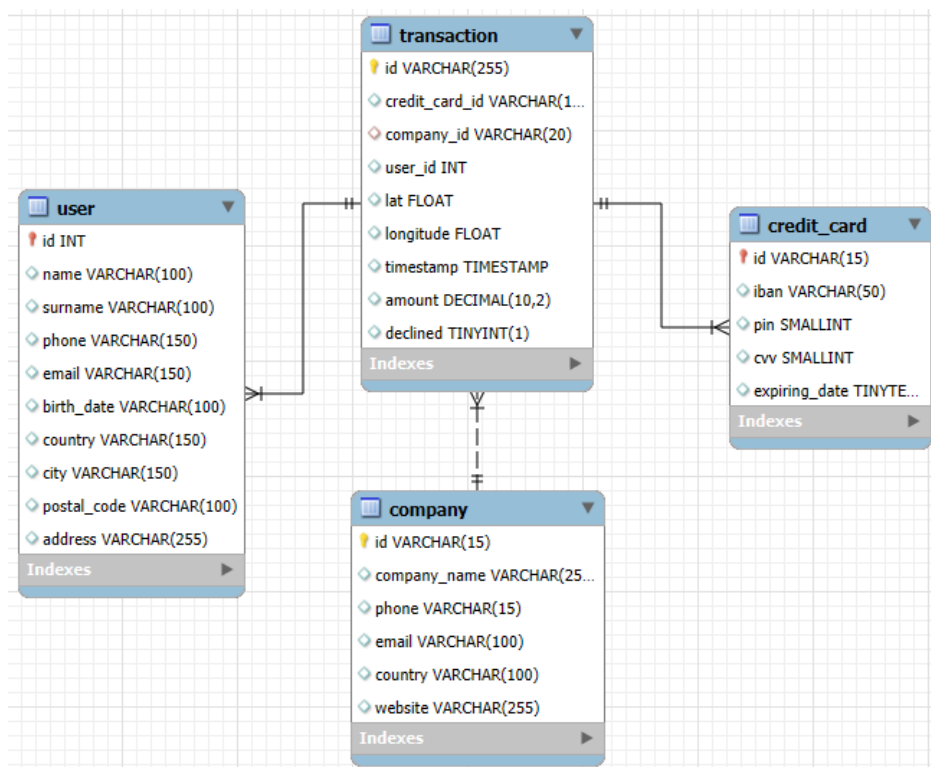 transaction
id VARCHAR(255)
credit_card_id VARCHAR(1...
company_id VARCHAR(20)
user_id INT
lat FLOAT
longitude FLOAT
timestamp TIMESTAMP
amount DECIMAL(10,2)
declined TINYINT(1)
Indexes
user
id INT
name VARCHAR(100)
surname VARCHAR(100)
phone VARCHAR(150)
email VARCHAR(150)
birth_date VARCHAR(100)
country VARCHAR(150)
city VARCHAR(150)
postal_code VARCHAR(100)
address VARCHAR(255)
Indexes
credit_card
id VARCHAR(15)
iban VARCHAR(50)
pin SMALLINT
cvv SMALLINT
expiring_date TINYTE...
Indexes
company
id VARCHAR(15)
company_name VARCHAR(25...
phone VARCHAR(15)
email VARCHAR(100)
country VARCHAR(100)
website VARCHAR(255)
Indexes